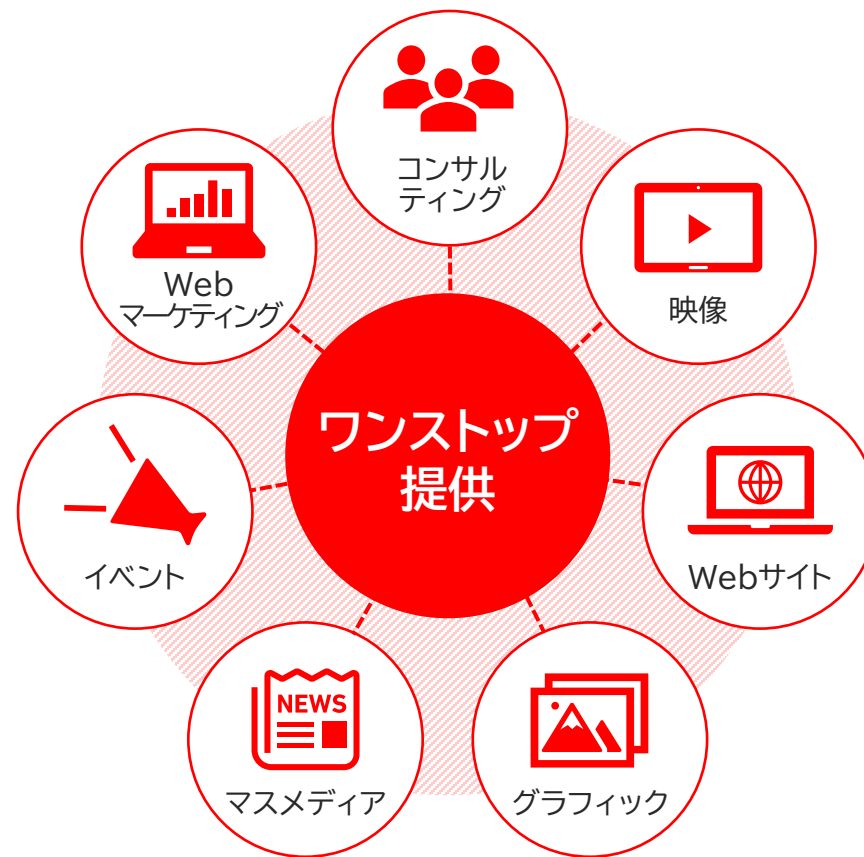 コンサル
ティング
Web
マーケティング
映像
ワンストップ
提供
イベント
Webサイト
NEWS
マスメディア
グラフィック